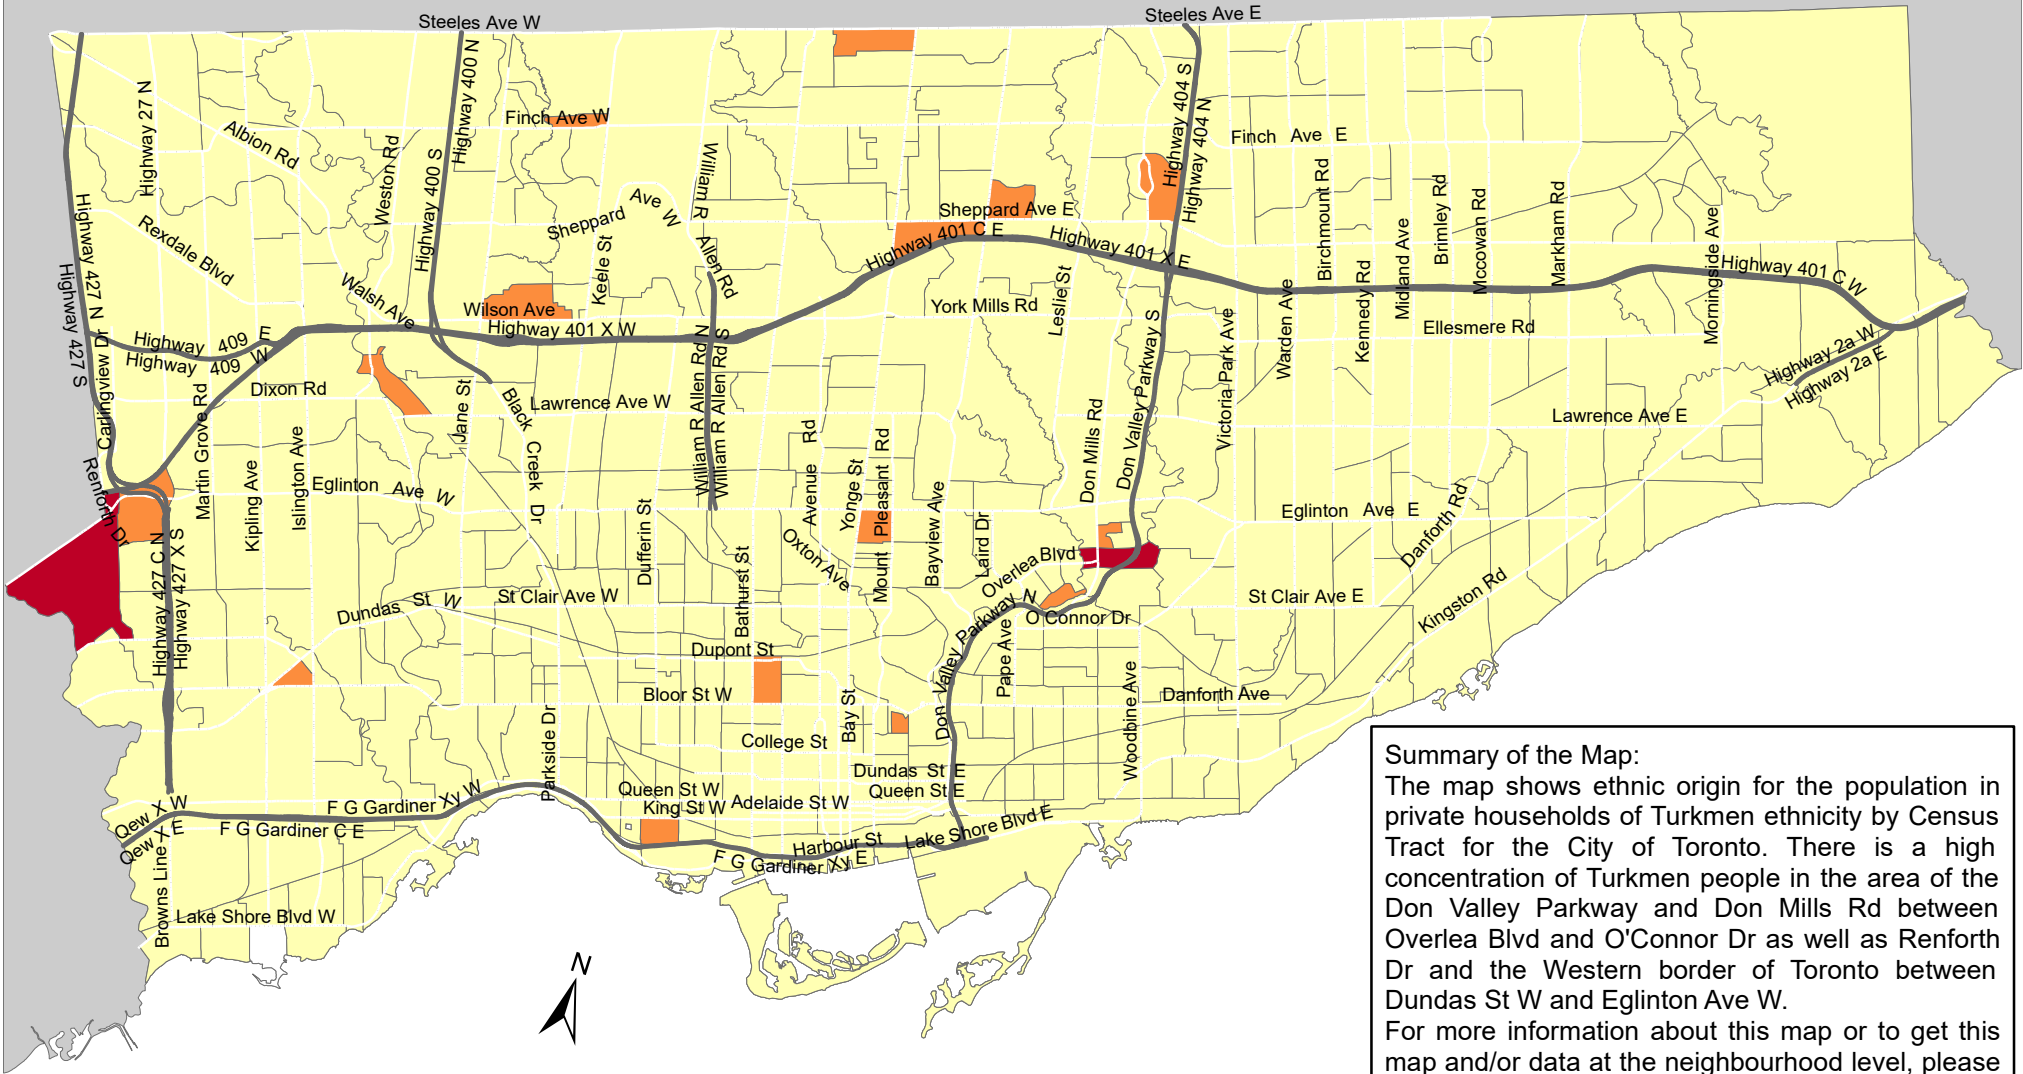 Steeles Ave W
Steeles Ave E
Highway 27 N
Albion Rd
Weston Rd
Highway 400 N
Highway 400 S
Finch Ave W
William R Allen Rd
Highway 404 S
Highway 404 N
Finch Ave E
Highway 427 N
Highway 427 S
Rexdale Blvd
Sheppard Ave W
Keele St
Sheppard Ave E
Highway 401 C E
Highway 401 X E
Birchmount Rd
Kennedy Rd
Midland Ave
Brimley Rd
Mccowan Rd
Markham Rd
Morningside Ave
Highway 401 C W
Walsh Ave
Wilson Ave
Highway 401 X W
York Mills Rd
Leslie St
Ellesmere Rd
Warden Ave
Victoria Park Ave
Highway 2a W
Highway 2a E
Highway 409 E
Highway 409 W
Carlingview Dr
Dixon Rd
Martin Grove Rd
Jane St
Black Creek Dr
Lawrence Ave W
William R Allen Rd N
William R Allen Rd S
Avenue Rd
Yonge St
Mount Pleasant Rd
Don Mills Rd
Don Valley Parkway S
Lawrence Ave E
Renforth Dr
Kipling Ave
Islington Ave
Eglinton Ave W
Dufferin St
Bathurst St
Oxton Ave
Bayview Ave
Laird Dr
Overlea Blvd
Eglinton Ave E
Danforth Rd
Highway 427 C N
Highway 427 X S
Dundas St W
St Clair Ave W
Don Valley Parkway N
O Connor Dr
St Clair Ave E
Kingston Rd
Dupont St
Bloor St W
Bay St
Pape Ave
Danforth Ave
Woodbine Ave
Parkside Dr
College St
Dundas St E
Queen St E
Queen St W
King St W
Adelaide St W
Qew X W
Qew X E
F G Gardiner Xy W
F G Gardiner C E
Harbour St
Lake Shore Blvd E
F G Gardiner Xy E
Browns Line
Lake Shore Blvd W
N
Summary of the Map:
The map shows ethnic origin for the population in
private households of Turkmen ethnicity by Census
Tract for the City of Toronto. There is a high
concentration of Turkmen people in the area of the
Don Valley Parkway and Don Mills Rd between
Overlea Blvd and O'Connor Dr as well as Renforth
Dr and the Western border of Toronto between
Dundas St W and Eglinton Ave W.
For more information about this map or to get this
map and/or data at the neighbourhood level, please